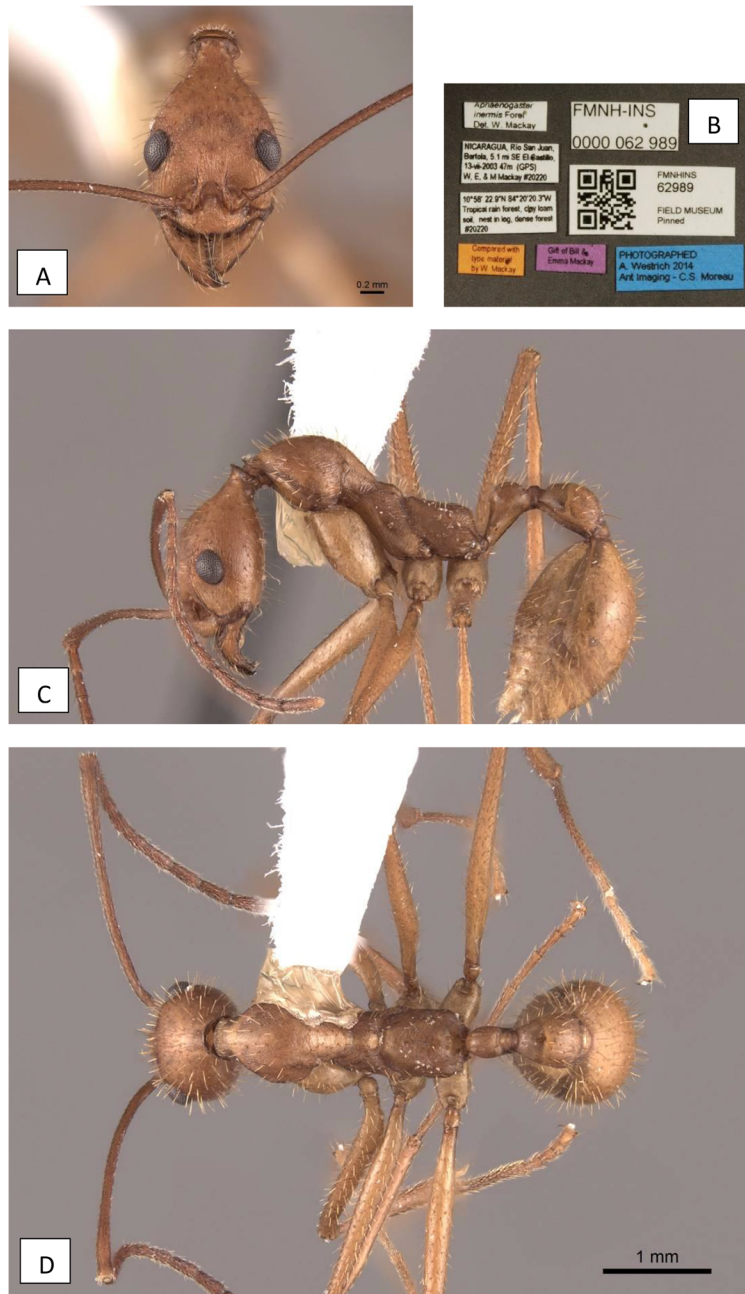 A
0.2 mm
B
Aphaenogaster
inermis Forel
Det. W. Mackay
NICARAGUA, Rio San Juan,
Bartola, 5.1 mi SE El Castillo,
13-vii-2003 47m (GPS)
W, E, & M Mackay #20220
10°58' 22.9"N 84°20'20.3"W
Tropical rain forest, clay loam
soil, nest in log, dense forest
#20220
Compared with
type material
by W. Mackay
Gift of Bill &
Emma Mackay
FMNH-INS
0000 062 989
FMNHINS
62989
FIELD MUSEUM
Pinned
PHOTOGRAPHED
A. Westrich 2014
Ant Imaging - C.S. Moreau
C
D
1 mm